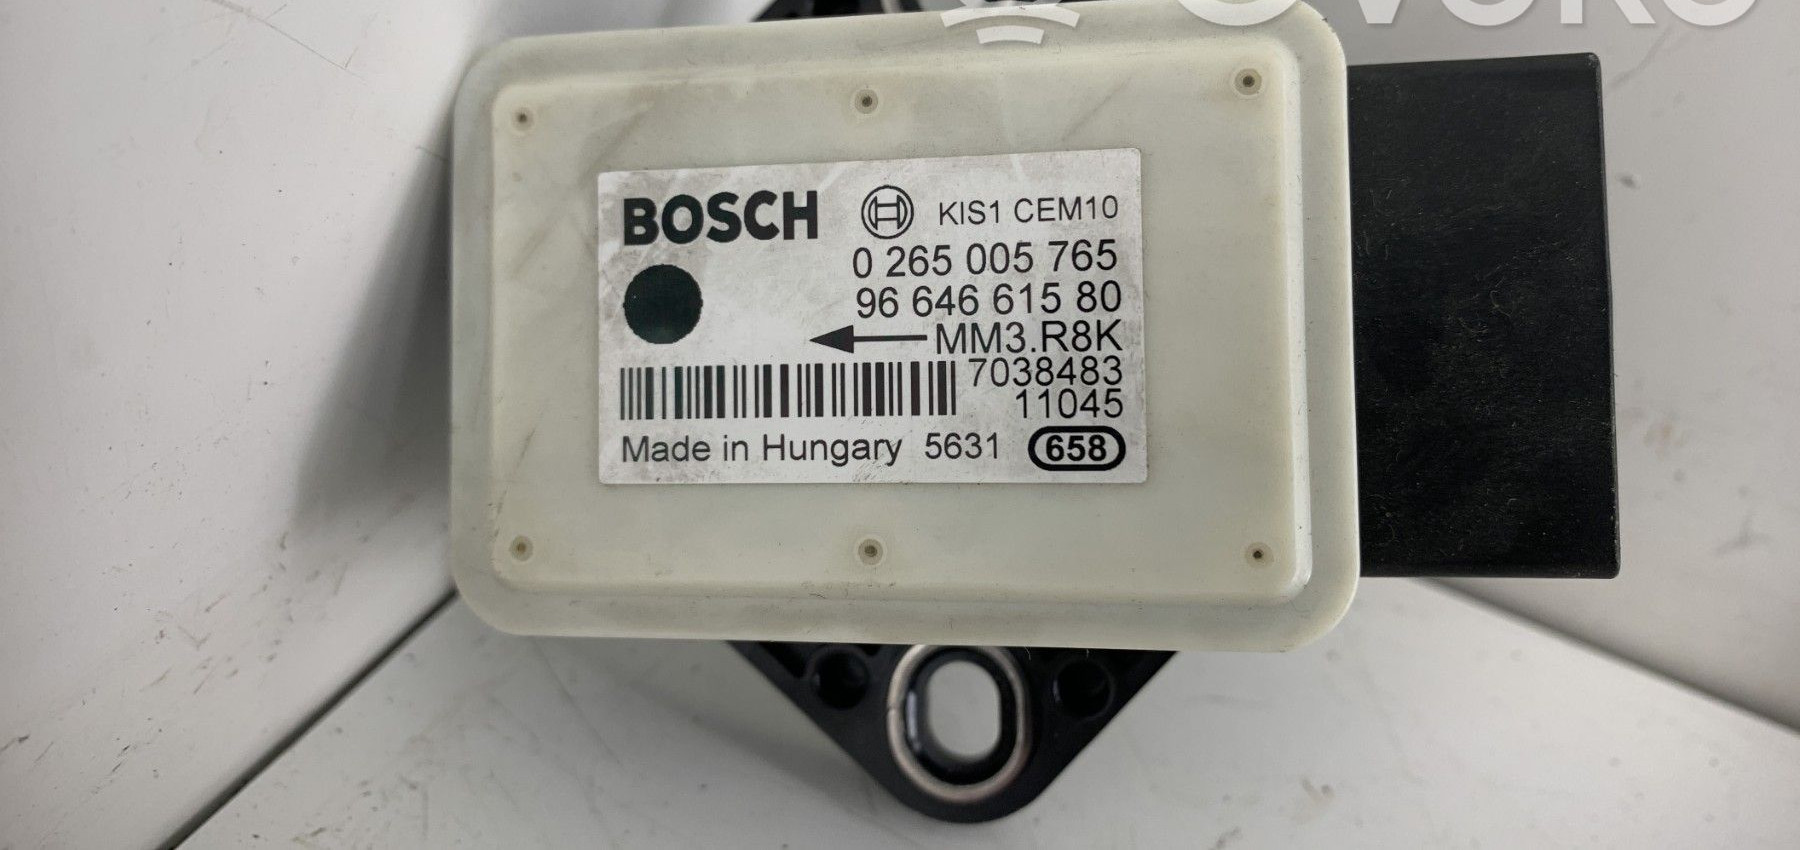 BOSCH KIS1 CEM10
0 265 005 765
96 646 615 80
MM3.R8K
7038483
11045
Made in Hungary 5631 658